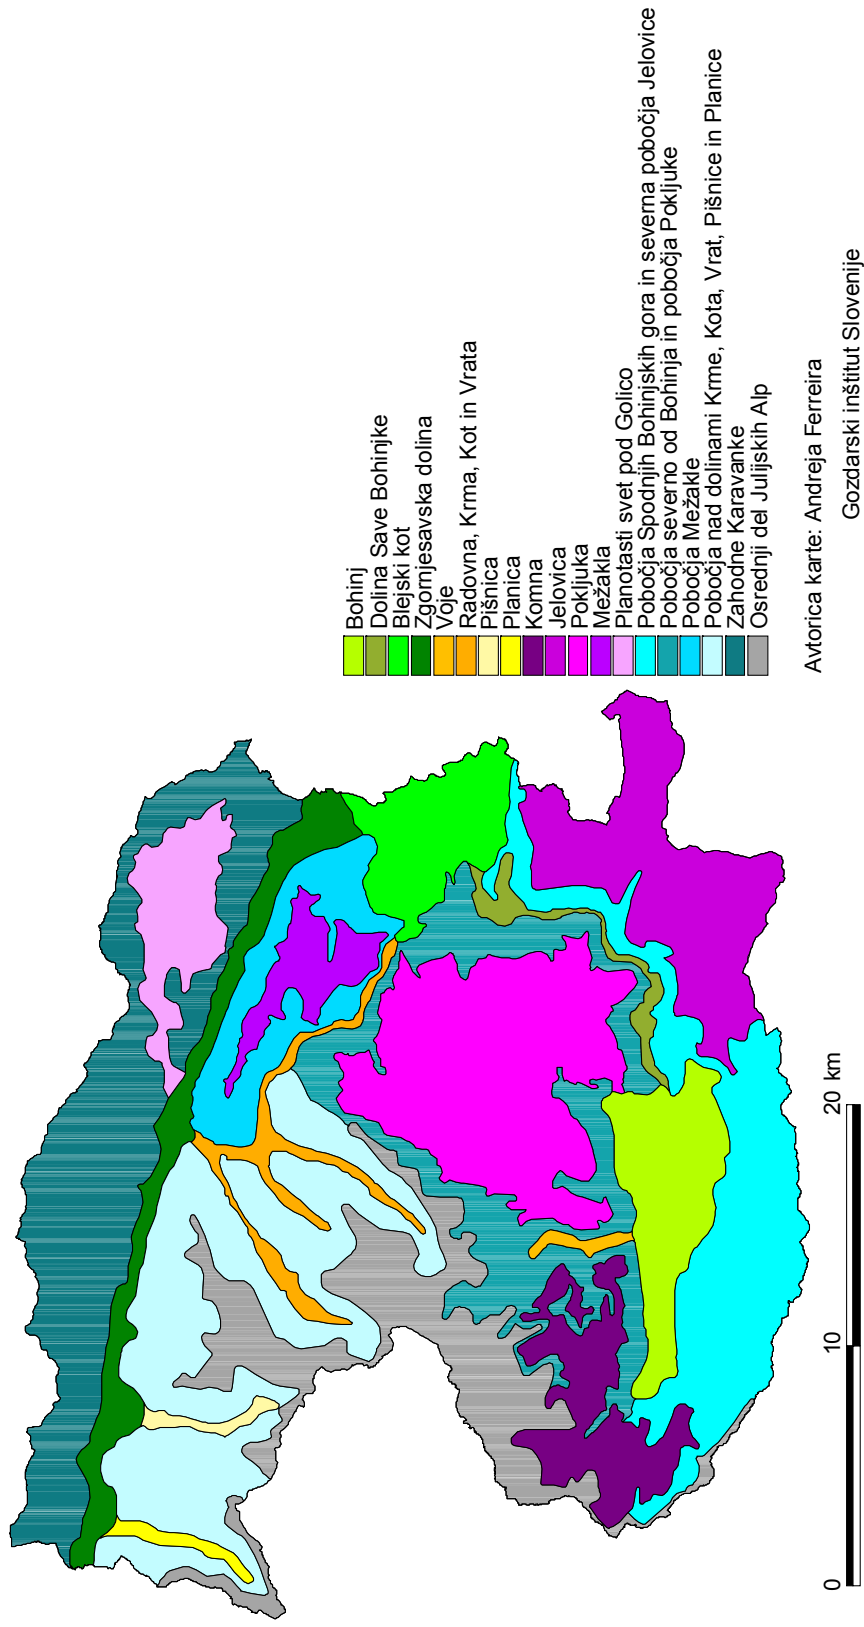 Bohinj
Dolina Save Bohinjke
Blejski kot
Zgornjesavska dolina
Voje
Radovna, Krma, Kot in Vrata
Pišnica
Planica
Komna
Jelovica
Pokljuka
Mežakla
Planotasti svet pod Golico
Pobočja Spodnjih Bohinjskih gora in severna pobočja Jelovice
Pobočja severno od Bohinja in pobočja Pokljuke
Pobočja Mežakle
Pobočja nad dolinami Krme, Kota, Vrat, Pišnice in Planice
Zahodne Karavanke
Osrednji del Julijskih Alp
Avtorica karte: Andreja Ferreira
Gozdarski inštitut Slovenije
0 10 20 km